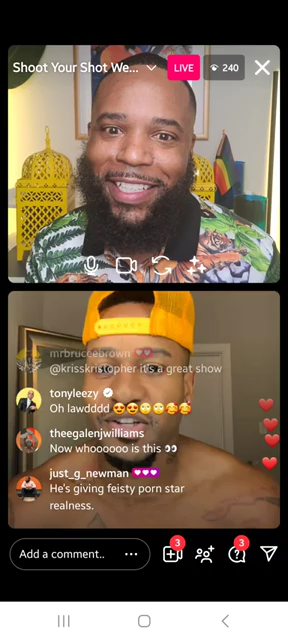 Shoot Your Shot We...
LIVE
240
mrbruccebrown
@krisskristopher it's a great show
tonyleezy
Oh lawdddd 😍😍🙄🙄🥰🥰
theegalenjwilliams
Now whoooooo is this 👀
just_g_newman
He's giving feisty porn star
realness.
Add a comment..
3
3